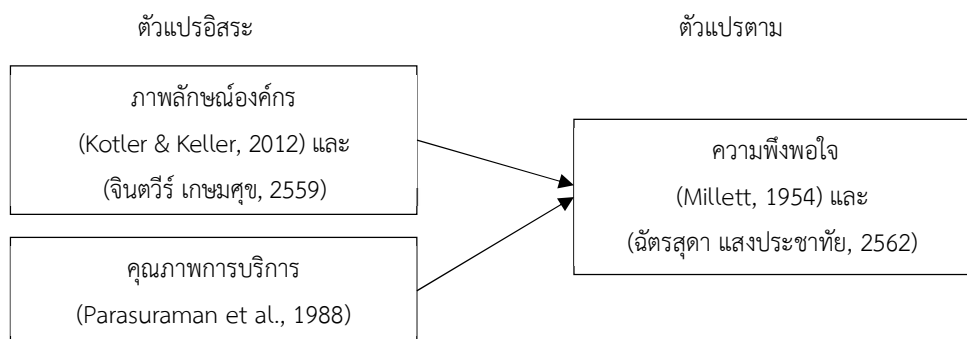 ตัวแปรอิสระ
ตัวแปรตาม
ภาพลักษณ์องค์กร
(Kotler & Keller, 2012) และ
(จินตวีร์ เกษมศุข, 2559)
ความพึงพอใจ
(Millett, 1954) และ
(ฉัตรสุดา แสงประชาทัย, 2562)
คุณภาพการบริการ
(Parasuraman et al., 1988)